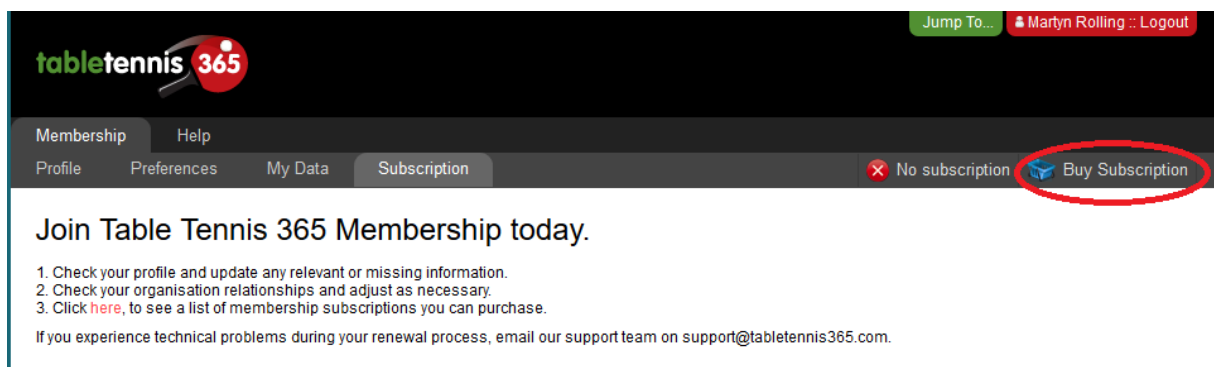 Jump To... Martyn Rolling :: Logout
tabletennis 365
Membership Help
Profile Preferences My Data Subscription No subscription Buy Subscription
Join Table Tennis 365 Membership today.
1. Check your profile and update any relevant or missing information.
2. Check your organisation relationships and adjust as necessary.
3. Click here, to see a list of membership subscriptions you can purchase.
If you experience technical problems during your renewal process, email our support team on support@tabletennis365.com.